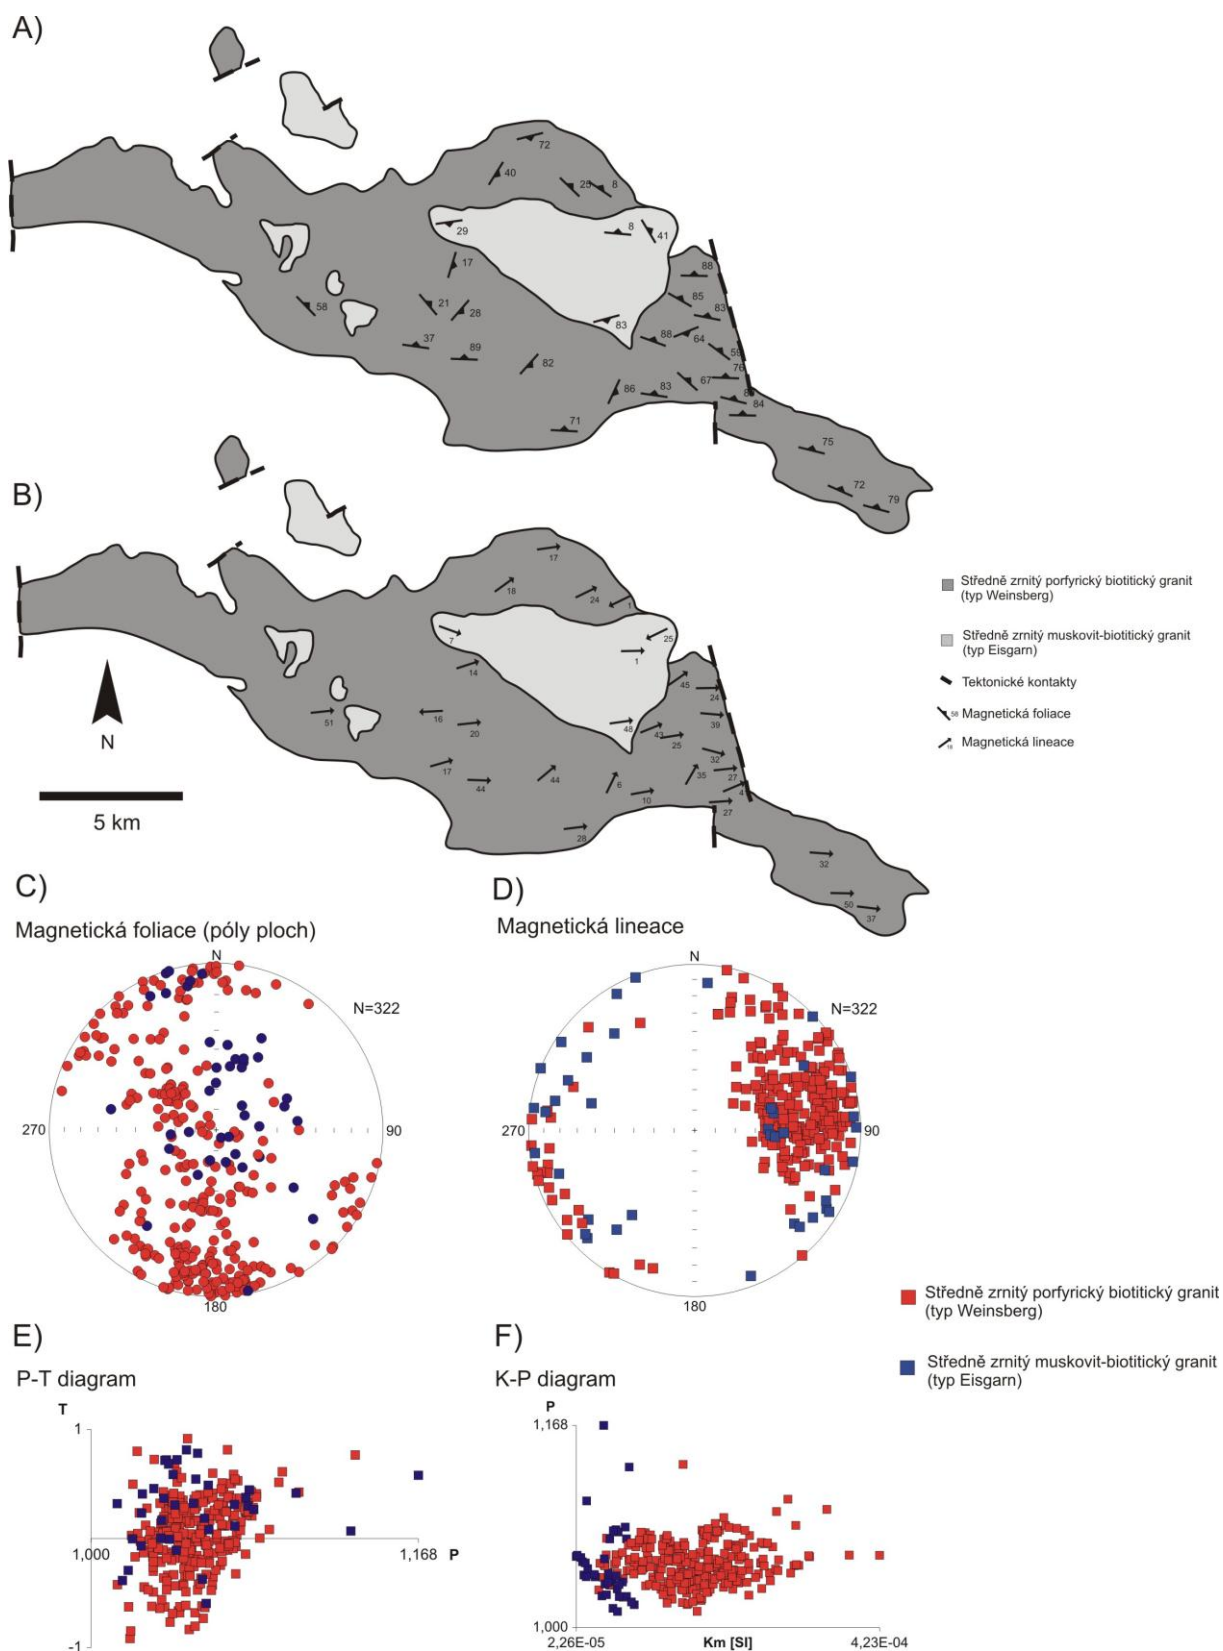 A)
72
40
25
8
29
8
41
17
88
58
21
28
85
83
83
88
64
59
37
89
82
76
86
83
67
84
71
75
72
79
B)
17
18
24
1
7
25
14
1
45
24
51
16
20
48
43
25
39
32
17
44
44
6
10
35
27
4
27
28
32
50
37
N
5 km
Středně zrnitý porfyrický biotitický granit
(typ Weinsberg)
Středně zrnitý muskovit-biotitický granit
(typ Eisgarn)
Tektonické kontakty
58 Magnetická foliace
18 Magnetická lineace
C)
Magnetická foliace (póly ploch)
N
N=322
270
90
180
D)
Magnetická lineace
N
N=322
270
90
180
Středně zrnitý porfyrický biotitický granit
(typ Weinsberg)
Středně zrnitý muskovit-biotitický granit
(typ Eisgarn)
E)
P-T diagram
T
1
1,000
1,168
P
-1
F)
K-P diagram
P
1,168
1,000
2,26E-05
Km [SI]
4,23E-04